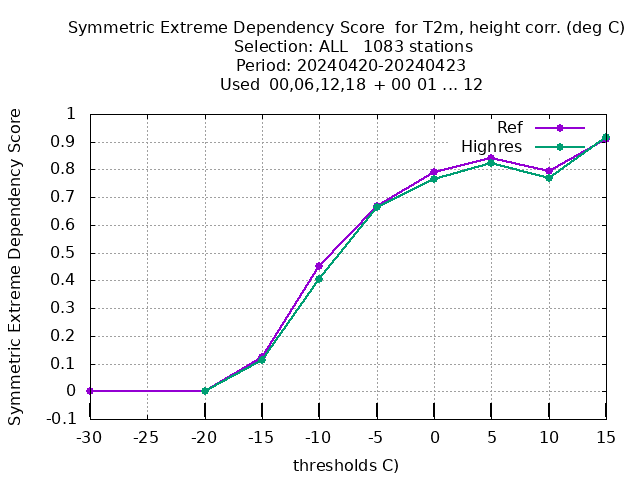 Symmetric Extreme Dependency Score  for T2m, height corr. (deg C)
Selection: ALL   1083 stations
Period: 20240420-20240423
Used  00,06,12,18  + 00 01 ... 12
Symmetric Extreme Dependency Score
1
0.9
0.8
0.7
0.6
0.5
0.4
0.3
0.2
0.1
0
-0.1
Ref
Highres
-30 -25 -20 -15 -10 -5 0 5 10 15
thresholds C)